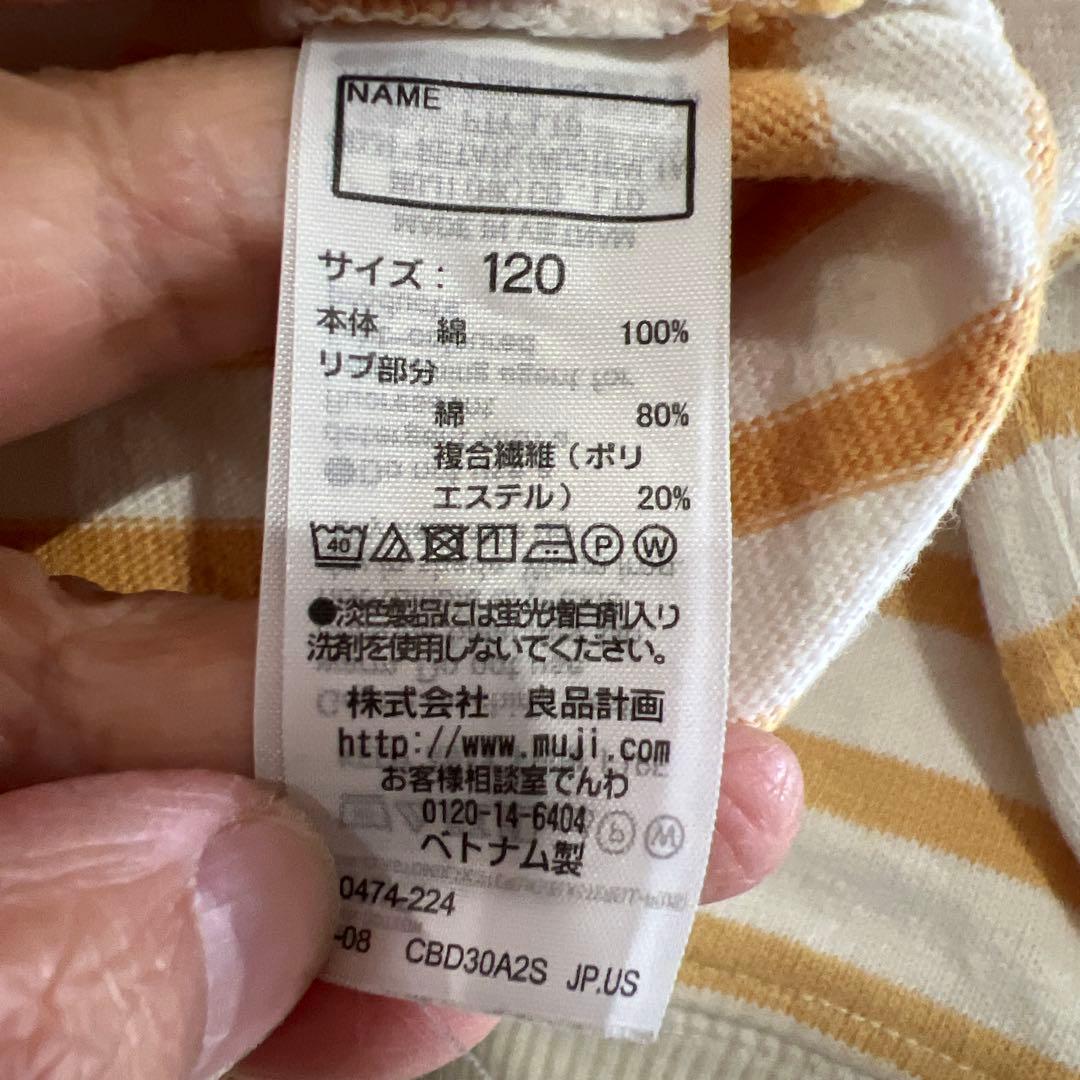 NAME
サイズ: 120
本体 綿 100%
リブ部分
綿 80%
複合繊維(ポリ
エステル) 20%
40 P W
●淡色製品には蛍光増白剤入り
洗剤を使用しないでください。
株式会社 良品計画
http://www.muji.com
お客様相談室でんわ
0120-14-6404
ベトナム製
0474-224
-08 CBD30A2S JP.US